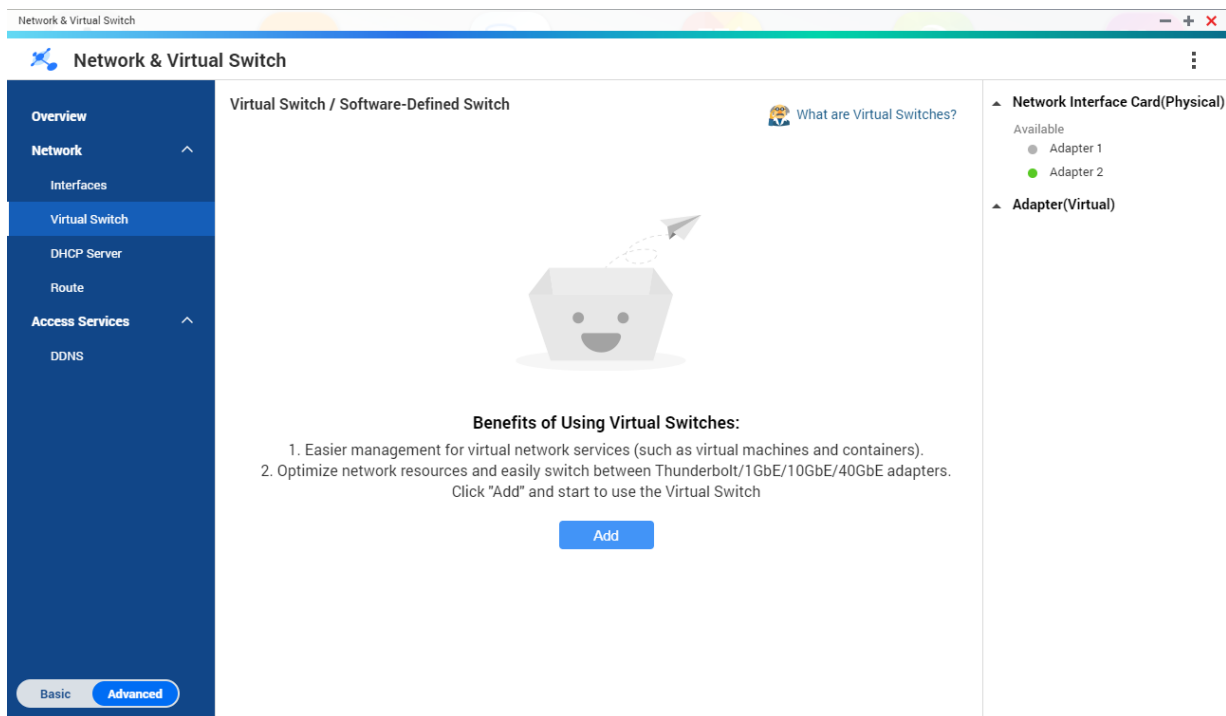 Network & Virtual Switch
Network & Virtual Switch
Overview
Network
Interfaces
Virtual Switch
DHCP Server
Route
Access Services
DDNS
Basic
Advanced
Virtual Switch / Software-Defined Switch
What are Virtual Switches?
Benefits of Using Virtual Switches:
1. Easier management for virtual network services (such as virtual machines and containers).
2. Optimize network resources and easily switch between Thunderbolt/1GbE/10GbE/40GbE adapters.
Click "Add" and start to use the Virtual Switch
Add
Network Interface Card(Physical)
Available
Adapter 1
Adapter 2
Adapter(Virtual)